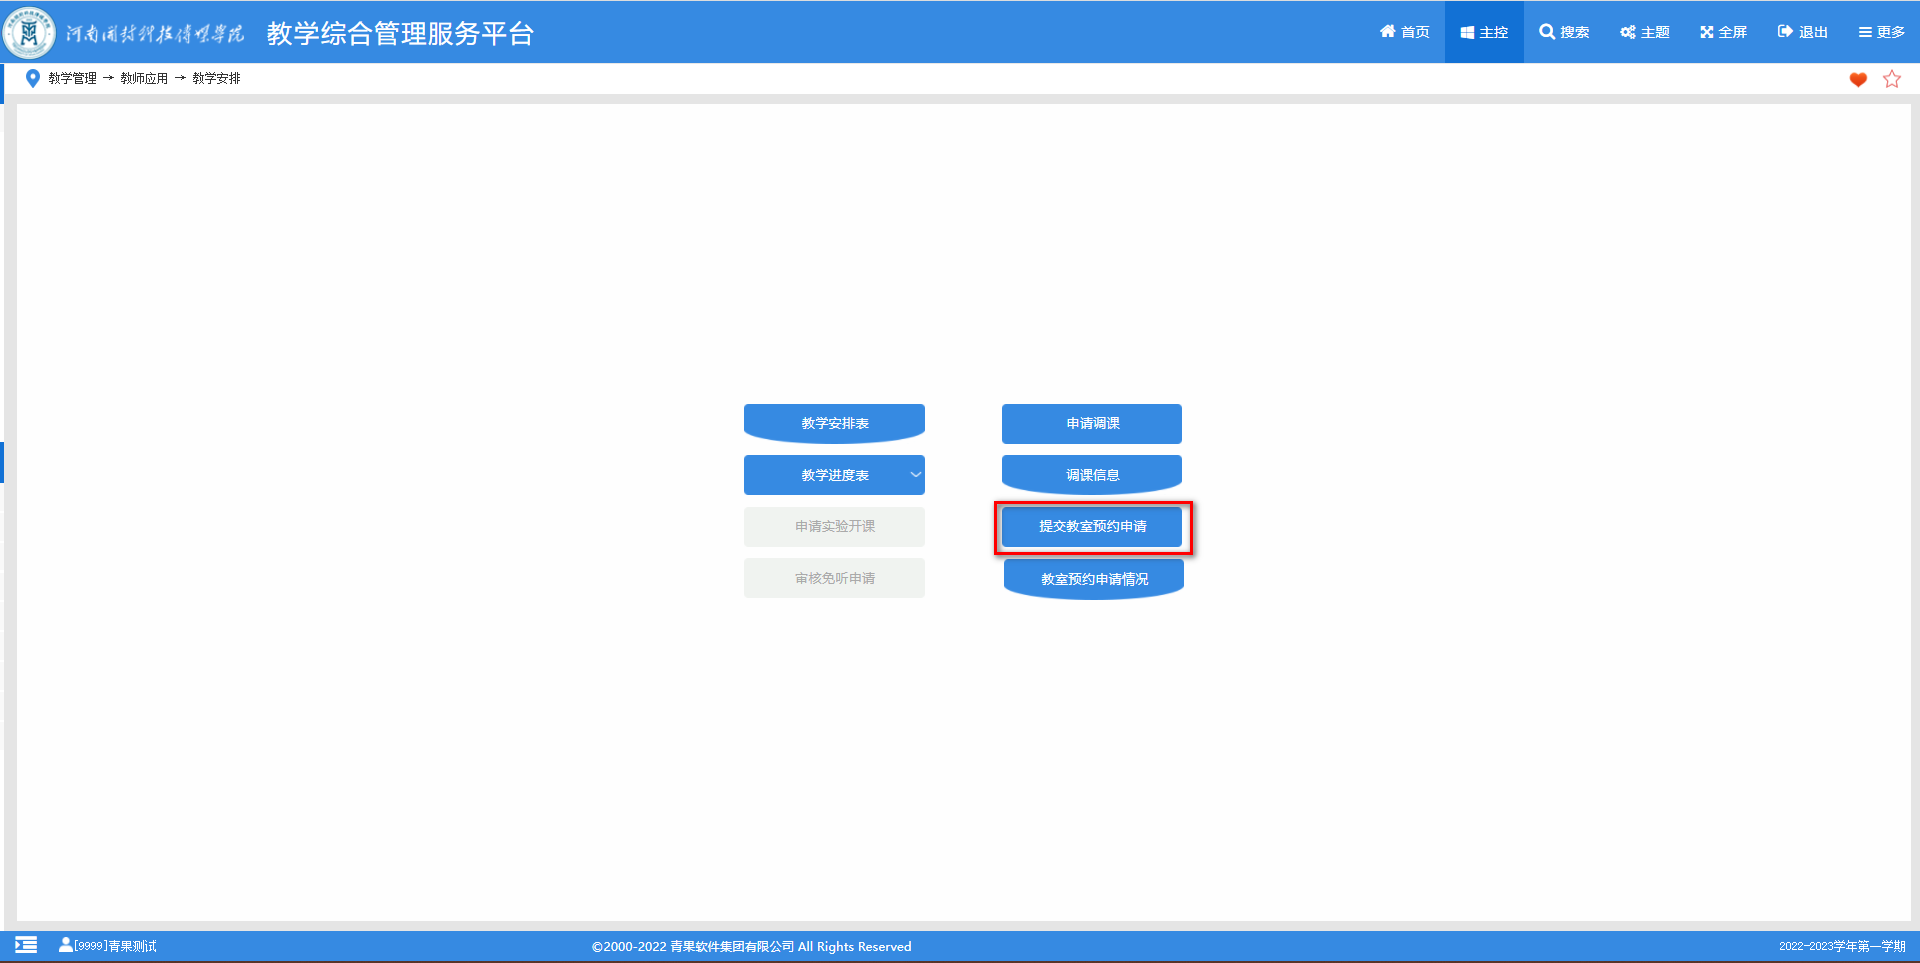 河南开封科技传媒学院 教学综合管理服务平台 首页 主控 搜索 主题 全屏 退出 更多
教学管理 → 教师应用 → 教学安排
教学安排表 申请调课
教学进度表 调课信息
申请实验开课 提交教室预约申请
审核免听申请 教室预约申请情况
[9999]青果测试 ©2000-2022 青果软件集团有限公司 All Rights Reserved 2022-2023学年第一学期